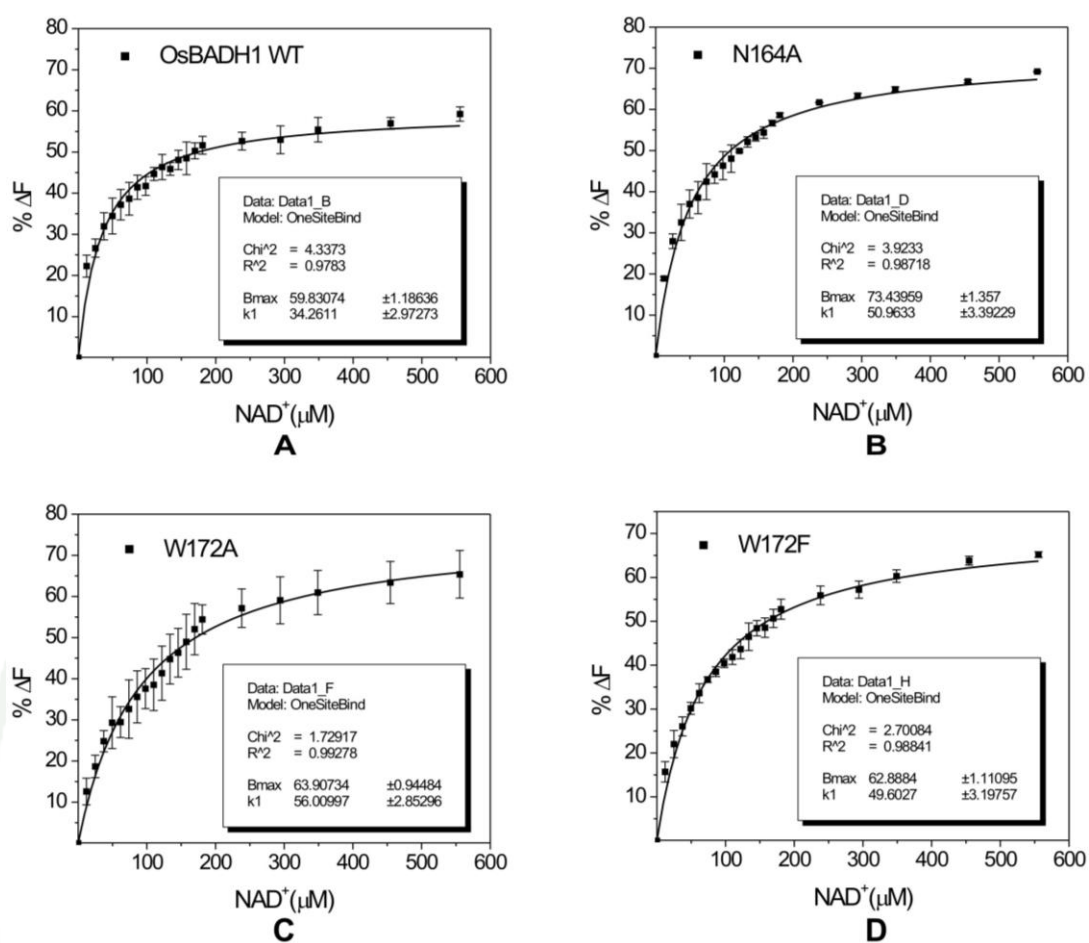 80
70
60
50
40
30
20
10
% ΔF
OsBADH1 WT
Data: Data1_B
Model: OneSiteBind
Chi^2 = 4.3373
R^2 = 0.9783
Bmax 59.83074 ±1.18636
k1 34.2611 ±2.97273
100 200 300 400 500 600
NAD+(μM)
A
80
70
60
50
40
30
20
10
% ΔF
N164A
Data: Data1_D
Model: OneSiteBind
Chi^2 = 3.9233
R^2 = 0.98718
Bmax 73.43959 ±1.357
k1 50.9633 ±3.39229
100 200 300 400 500 600
NAD+(μM)
B
80
70
60
50
40
30
20
10
% ΔF
W172A
Data: Data1_F
Model: OneSiteBind
Chi^2 = 1.72917
R^2 = 0.99278
Bmax 63.90734 ±0.94484
k1 56.00997 ±2.85296
100 200 300 400 500 600
NAD+(μM)
C
70
60
50
40
30
20
10
% ΔF
W172F
Data: Data1_H
Model: OneSiteBind
Chi^2 = 2.70084
R^2 = 0.98841
Bmax 62.8884 ±1.11095
k1 49.6027 ±3.19757
100 200 300 400 500 600
NAD+(μM)
D